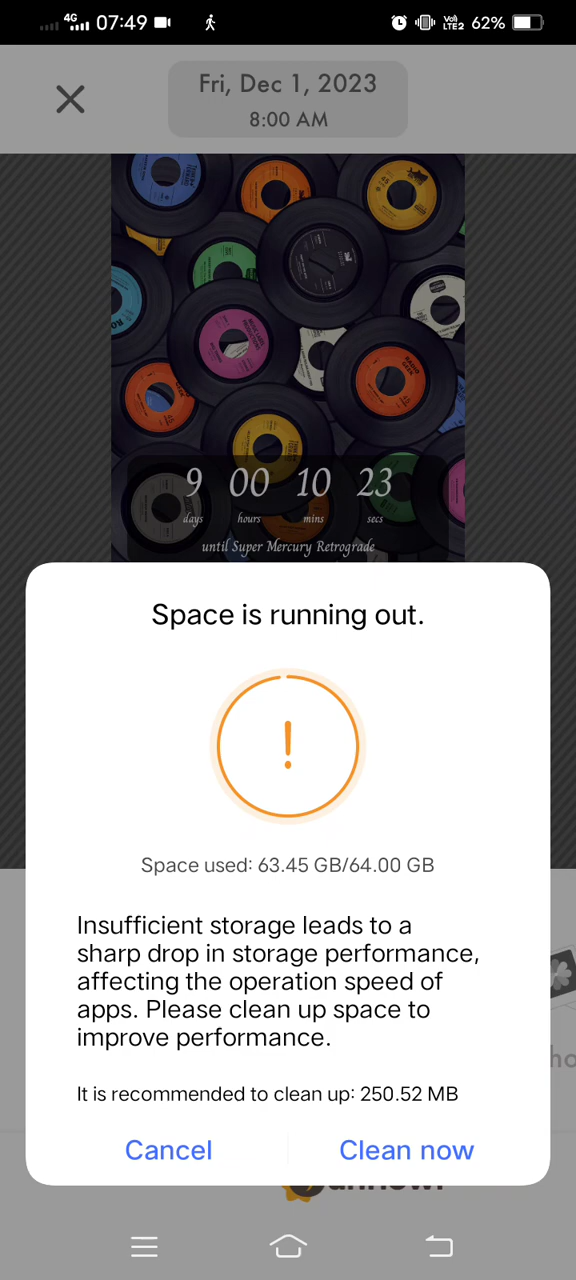 4G 07:49 VoI) LTE2 62%
Fri, Dec 1, 2023
8:00 AM
9 00 10 23
days hours mins secs
until Super Mercury Retrograde
Space is running out.
!
Space used: 63.45 GB/64.00 GB
Insufficient storage leads to a
sharp drop in storage performance,
affecting the operation speed of
apps. Please clean up space to
improve performance.
It is recommended to clean up: 250.52 MB
Cancel Clean now